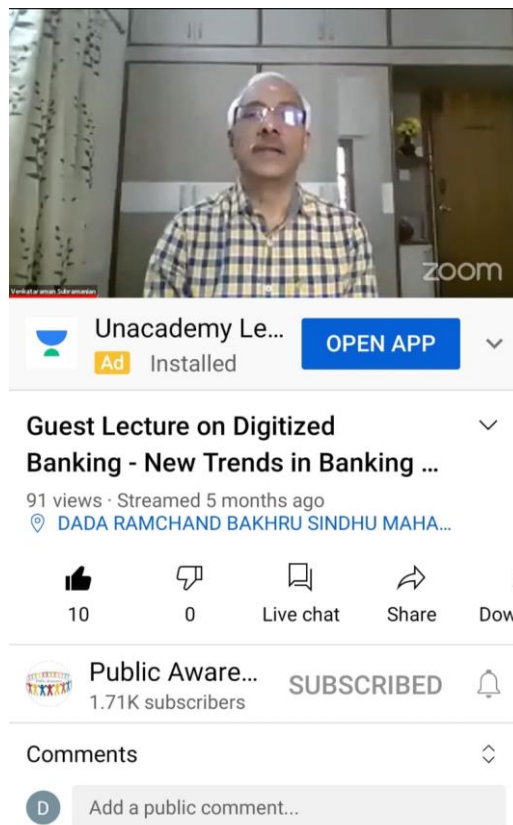 Venkataraman Subramanian
zoom
Unacademy Le...
OPEN APP
Ad Installed
Guest Lecture on Digitized
Banking - New Trends in Banking ...
91 views · Streamed 5 months ago
DADA RAMCHAND BAKHRU SINDHU MAHA...
10
0
Live chat
Share
Dow
Public Aware...
SUBSCRIBED
1.71K subscribers
Comments
D
Add a public comment...